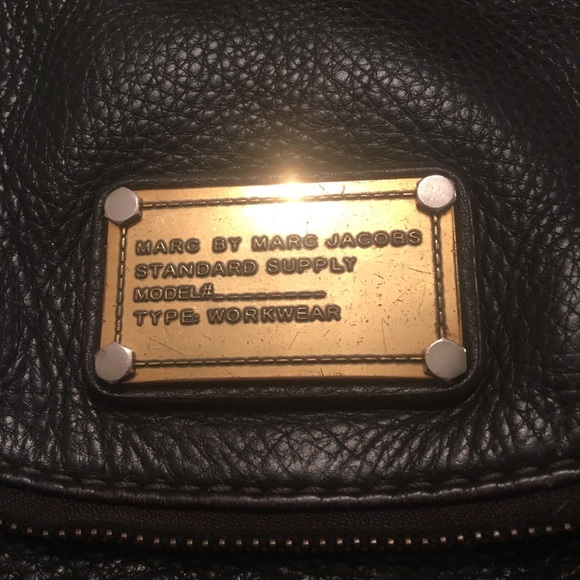 MARC BY MARC JACOBS
STANDARD SUPPLY
MODEL#_________
TYPE: WORKWEAR